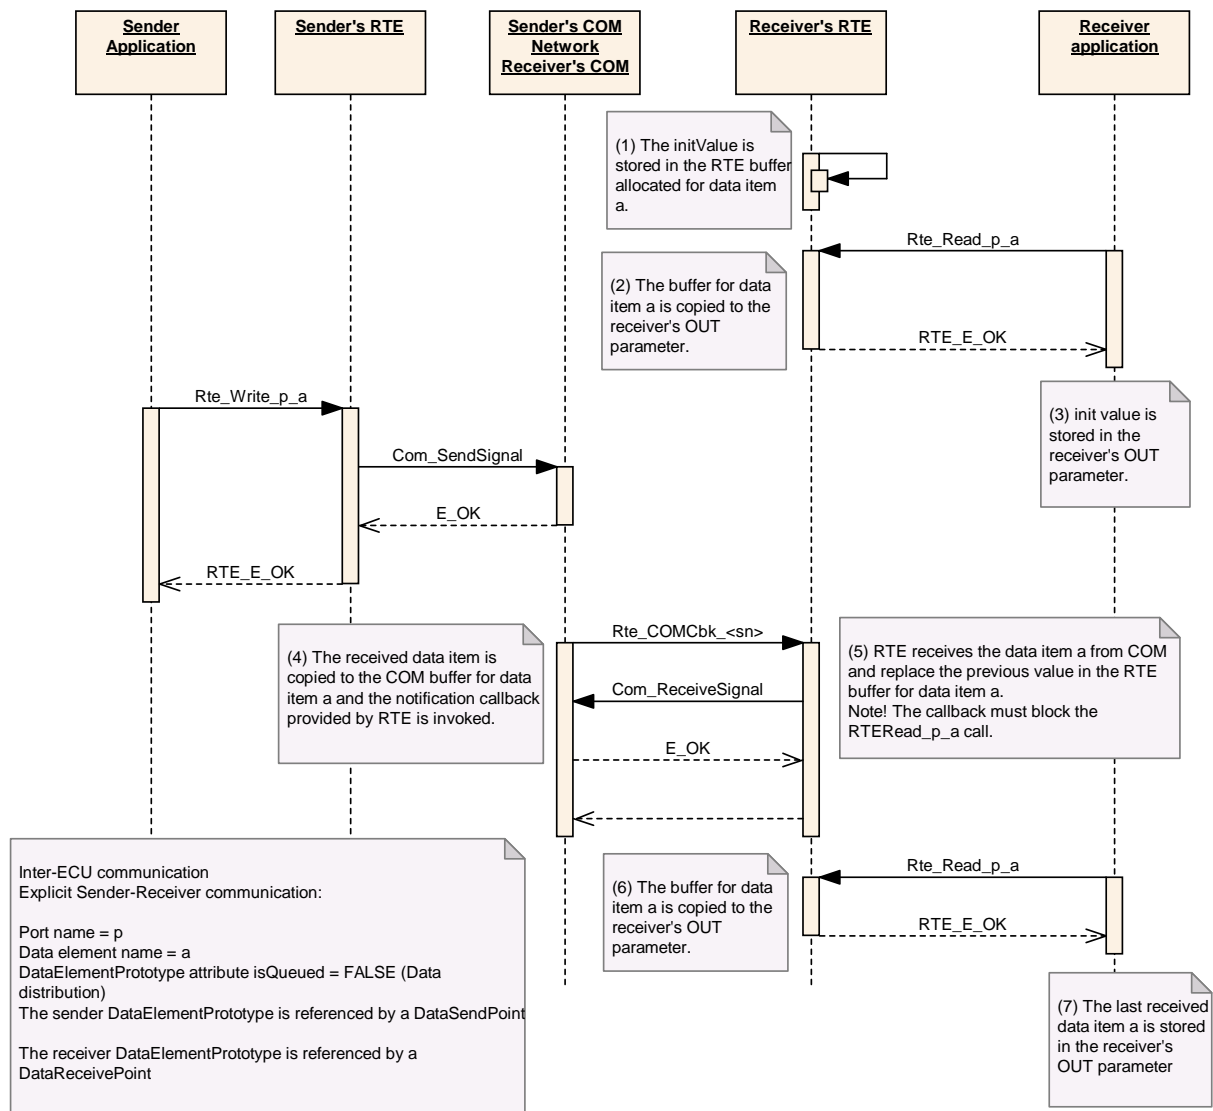 Sender
Application
Sender's RTE
Sender's COM
Network
Receiver's COM
Receiver's RTE
Receiver
application
(1) The initValue is
stored in the RTE buffer
allocated for data item
a.
Rte_Read_p_a
(2) The buffer for data
item a is copied to the
receiver's OUT
parameter.
RTE_E_OK
Rte_Write_p_a
(3) init value is
stored in the
receiver's OUT
parameter.
Com_SendSignal
E_OK
RTE_E_OK
Rte_COMCbk_<sn>
(4) The received data item is
copied to the COM buffer for data
item a and the notification callback
provided by RTE is invoked.
(5) RTE receives the data item a from COM
and replace the previous value in the RTE
buffer for data item a.
Note! The callback must block the
RTERead_p_a call.
Com_ReceiveSignal
E_OK
Inter-ECU communication
Explicit Sender-Receiver communication:
Port name = p
Data element name = a
DataElementPrototype attribute isQueued = FALSE (Data
distribution)
The sender DataElementPrototype is referenced by a DataSendPoint
The receiver DataElementPrototype is referenced by a
DataReceivePoint
Rte_Read_p_a
(6) The buffer for data
item a is copied to the
receiver's OUT
parameter.
RTE_E_OK
(7) The last received
data item a is stored
in the receiver's
OUT parameter